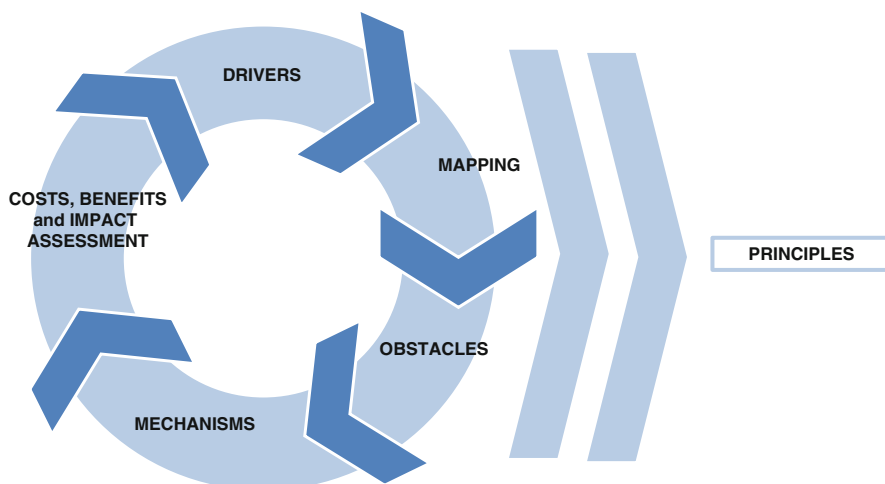 DRIVERS
MAPPING
COSTS, BENEFITS
and IMPACT
ASSESSMENT
PRINCIPLES
OBSTACLES
MECHANISMS